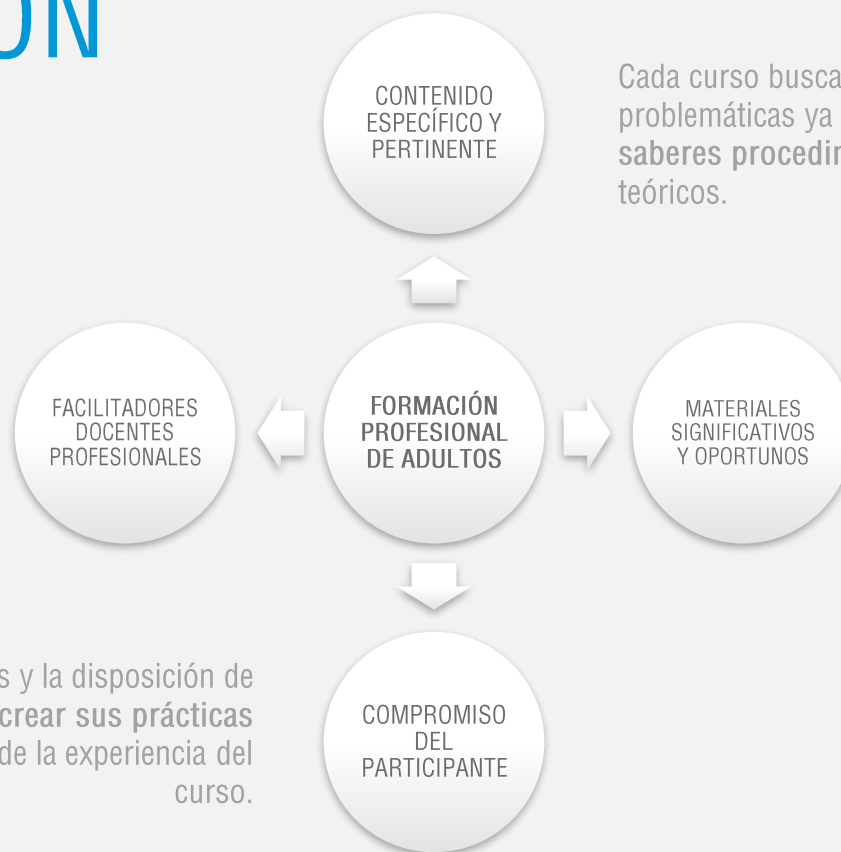 ÓN
CONTENIDO
ESPECÍFICO Y
PERTINENTE
Cada curso busca
problemáticas ya
saberes
teóricos.
FACILITADORES
DOCENTES
PROFESIONALES
FORMACIÓN
PROFESIONAL
DE ADULTOS
MATERIALES
SIGNIFICATIVOS
Y OPORTUNOS
s y la disposición de
crear sus prácticas
de la experiencia del
curso.
COMPROMISO
DEL
PARTICIPANTE